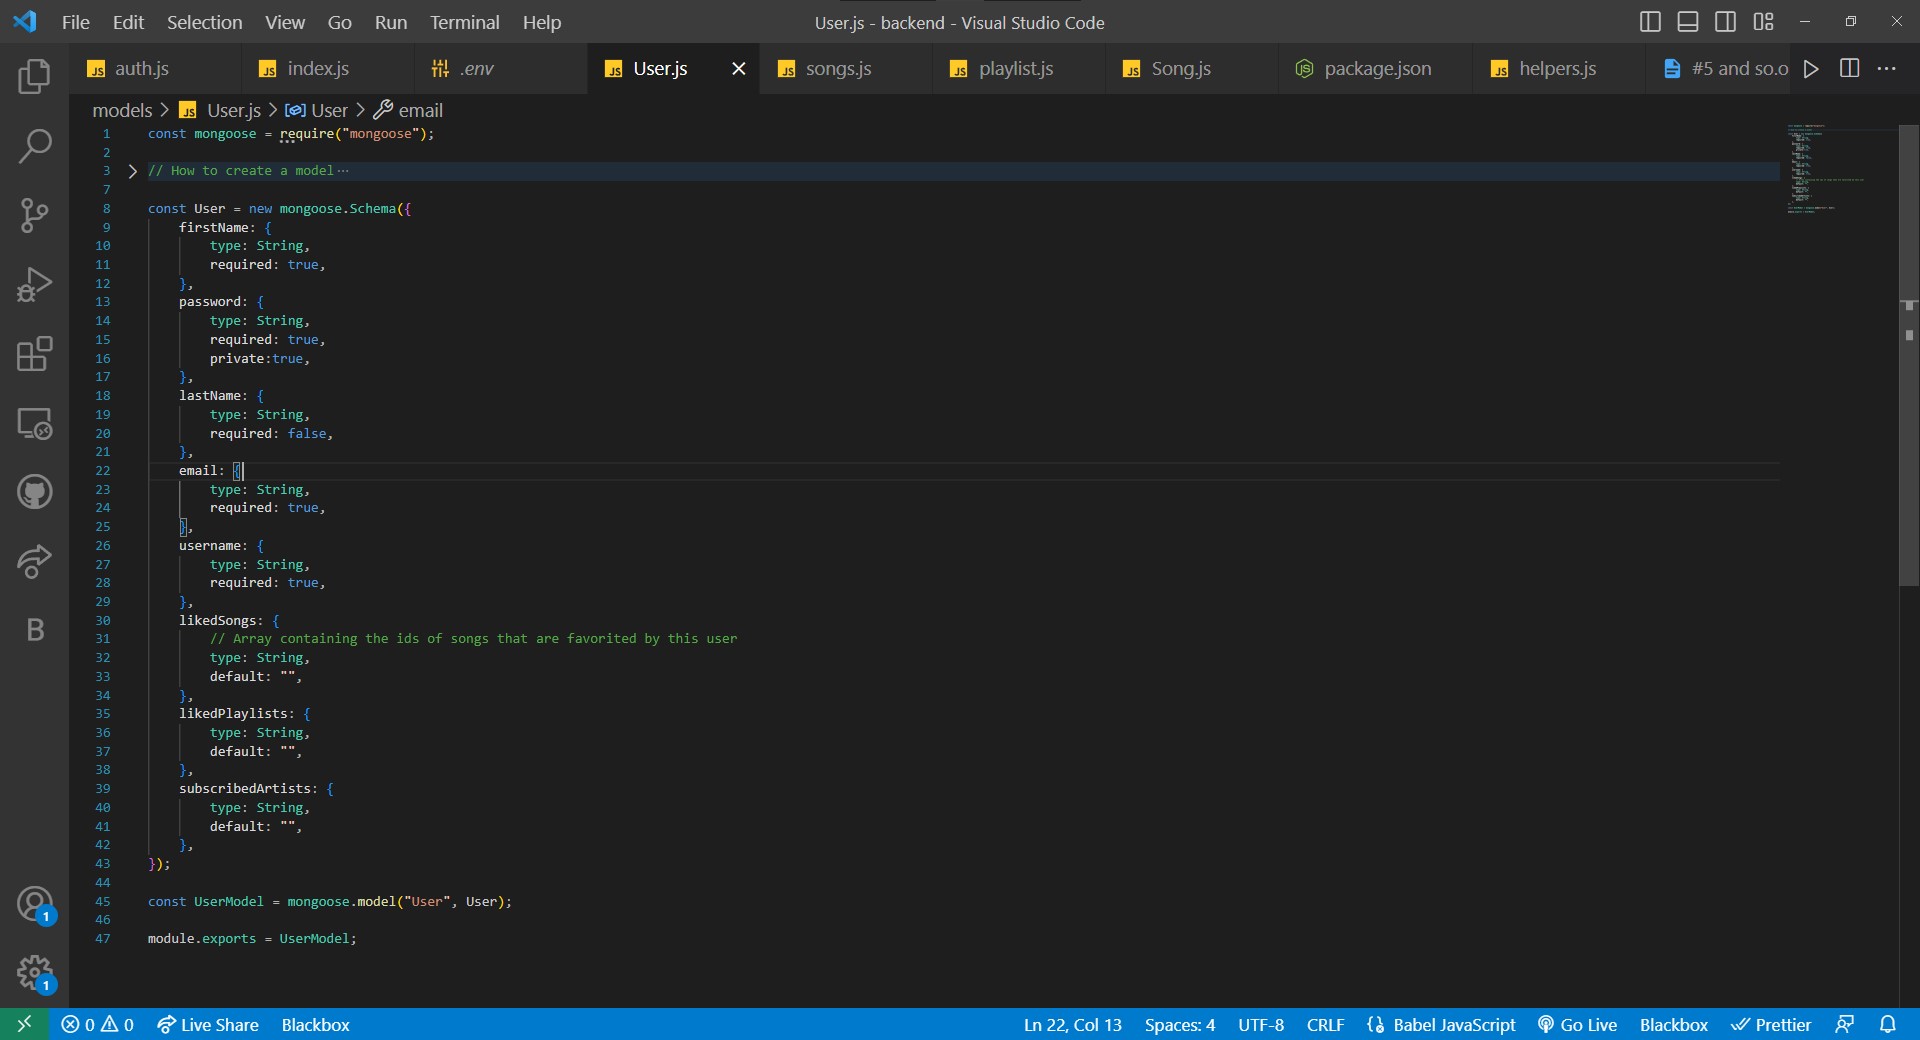 File Edit Selection View Go Run Terminal Help
User.js - backend - Visual Studio Code
JS auth.js JS index.js .env JS User.js JS songs.js JS playlist.js JS Song.js package.json JS helpers.js #5 and so.o
models > JS User.js > User > email
1 const mongoose = require("mongoose");
2
3 // How to create a model ···
7
8 const User = new mongoose.Schema({
9 firstName: {
10 type: String,
11 required: true,
12 },
13 password: {
14 type: String,
15 required: true,
16 private:true,
17 },
18 lastName: {
19 type: String,
20 required: false,
21 },
22 email: {
23 type: String,
24 required: true,
25 },
26 username: {
27 type: String,
28 required: true,
29 },
30 likedSongs: {
31 // Array containing the ids of songs that are favorited by this user
32 type: String,
33 default: "",
34 },
35 likedPlaylists: {
36 type: String,
37 default: "",
38 },
39 subscribedArtists: {
40 type: String,
41 default: "",
42 },
43 });
44
45 const UserModel = mongoose.model("User", User);
46
47 module.exports = UserModel;
B
1
1
0 0 Live Share Blackbox Ln 22, Col 13 Spaces: 4 UTF-8 CRLF Babel JavaScript Go Live Blackbox Prettier